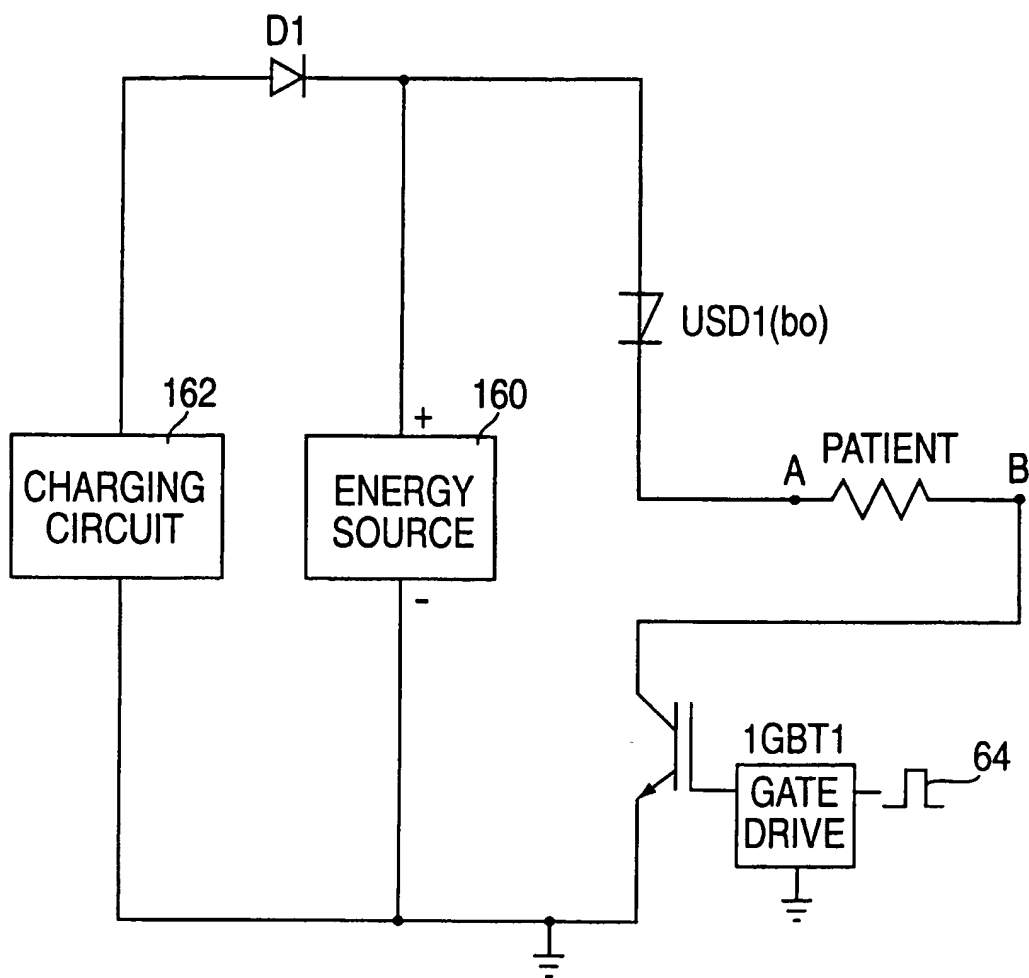 D1
USD1(bo)
162
CHARGING
CIRCUIT
+
160
ENERGY
SOURCE
-
A
PATIENT
B
1GBT1
GATE
DRIVE
64